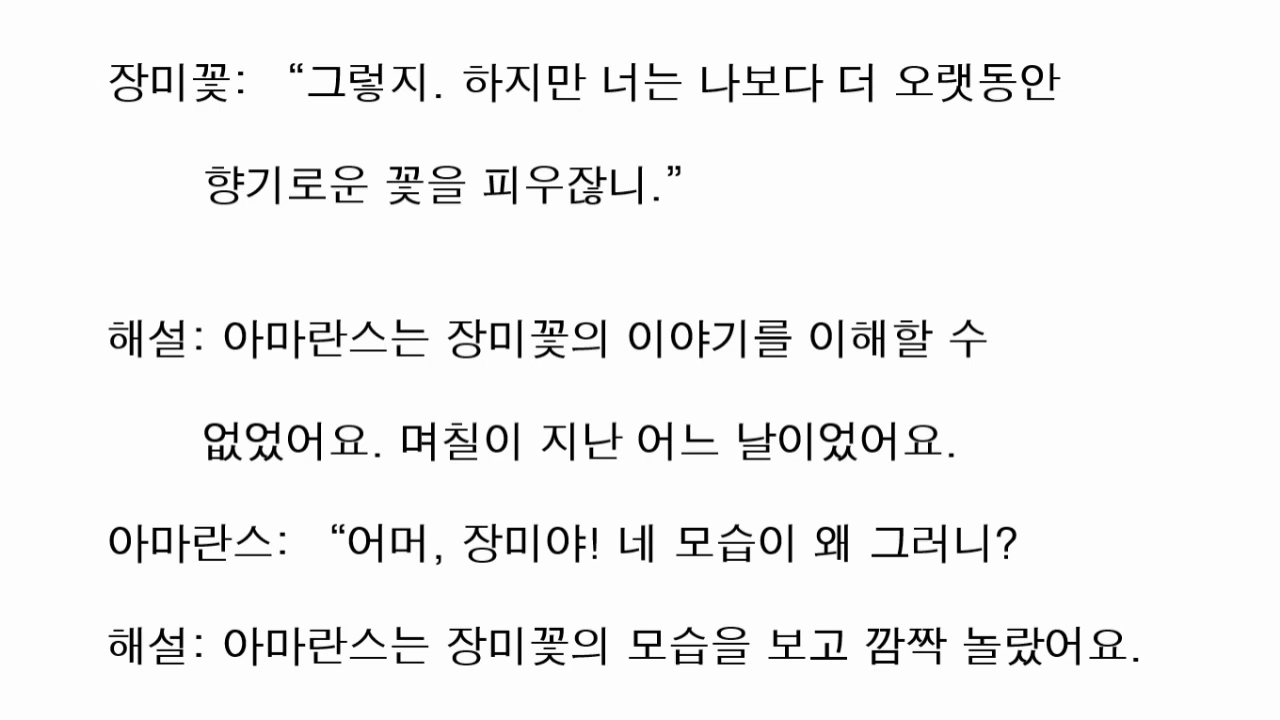 장미꽃: “그렇지. 하지만 너는 나보다 더 오랫동안
향기로운 꽃을 피우잖니.”
해설: 아마란스는 장미꽃의 이야기를 이해할 수
없었어요. 며칠이 지난 어느 날이었어요.
아마란스: “어머, 장미야! 네 모습이 왜 그러니?
해설: 아마란스는 장미꽃의 모습을 보고 깜짝 놀랐어요.